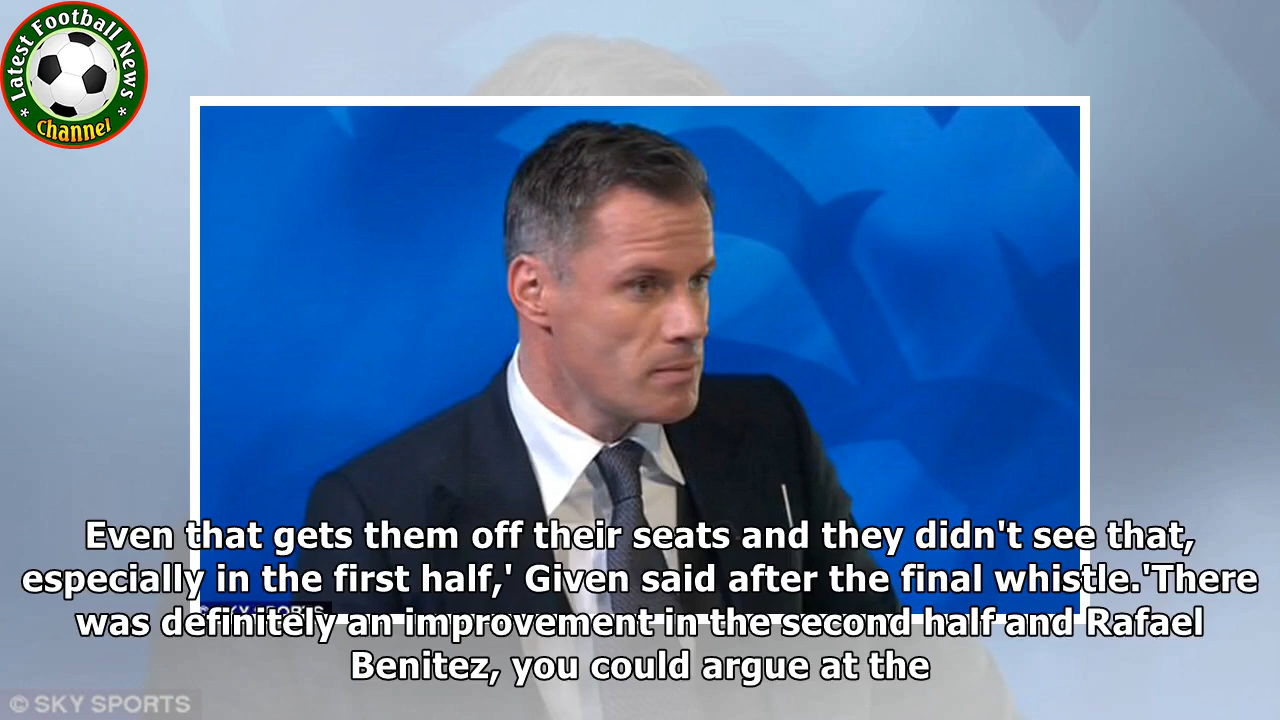 * Latest Football News *
Channel
Even that gets them off their seats and they didn't see that,
especially in the first half,' Given said after the final whistle.'There
was definitely an improvement in the second half and Rafael
Benitez, you could argue at the
© SKY SPORTS